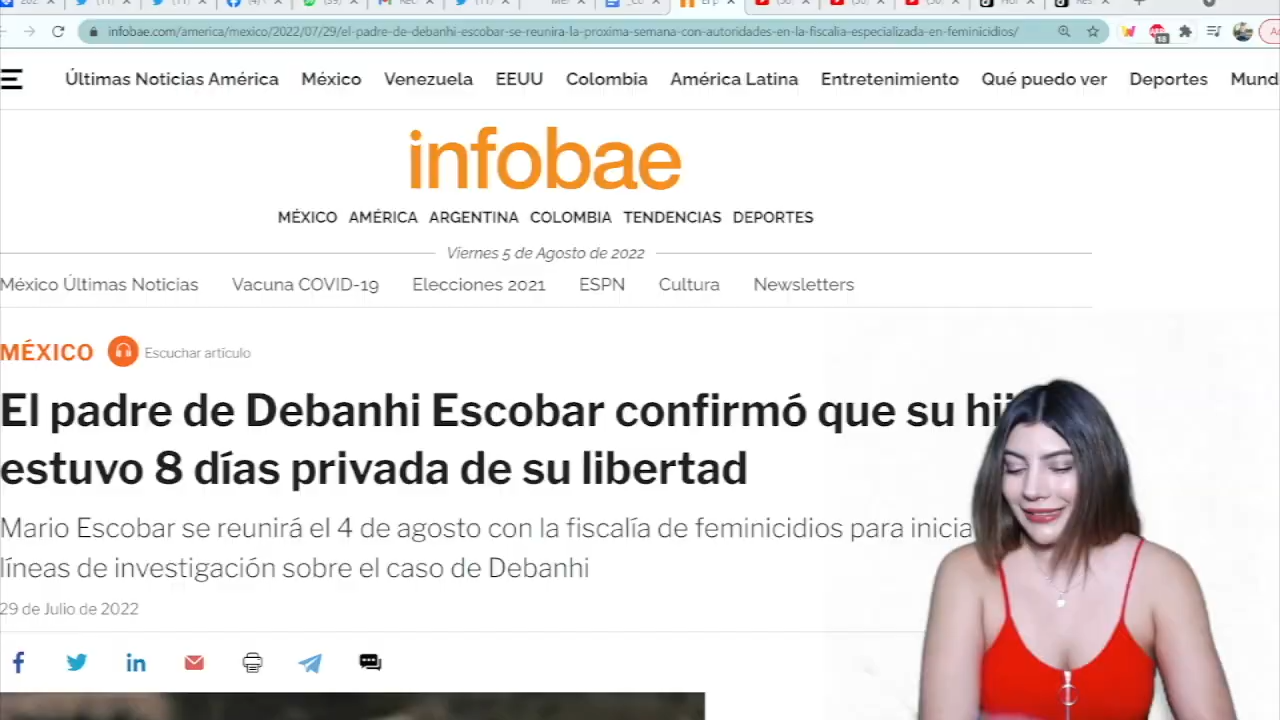 infobae.com/america/mexico/2022/07/29/el-padre-de-debanhi-escobar-se-reunira-la-proxima-semana-con-autoridades-en-la-fiscalia-especializada-en-feminicidios/
Últimas Noticias América México Venezuela EEUU Colombia América Latina Entretenimiento Qué puedo ver Deportes Mund
infobae
MÉXICO AMÉRICA ARGENTINA COLOMBIA TENDENCIAS DEPORTES
Viernes 5 de Agosto de 2022
México Últimas Noticias Vacuna COVID-19 Elecciones 2021 ESPN Cultura Newsletters
MÉXICO Escuchar artículo
El padre de Debanhi Escobar confirmó que su hij
estuvo 8 días privada de su libertad
Mario Escobar se reunirá el 4 de agosto con la fiscalía de feminicidios para inicia
líneas de investigación sobre el caso de Debanhi
29 de Julio de 2022
in